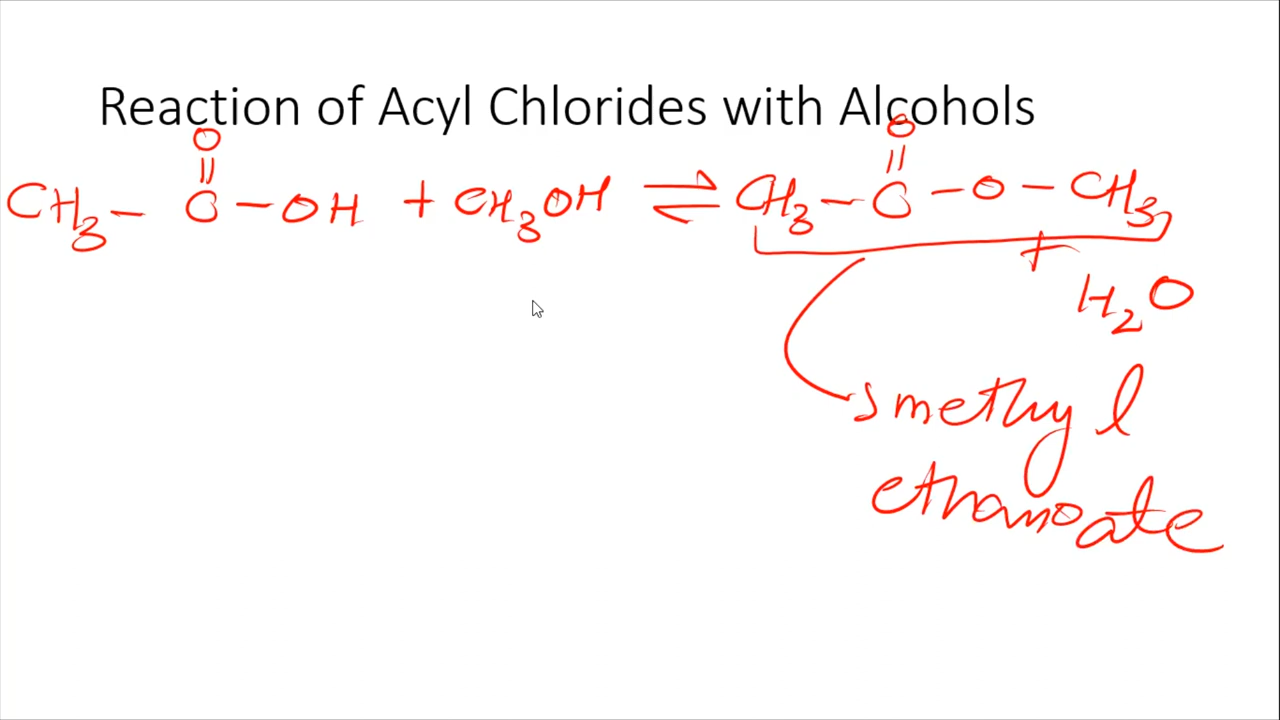 Reaction of Acyl Chlorides with Alcohols
O O
|| ||
CH3 – C – OH + CH3OH ⇌ CH3 – C – O – CH3
+
H2O
methyl
ethanoate